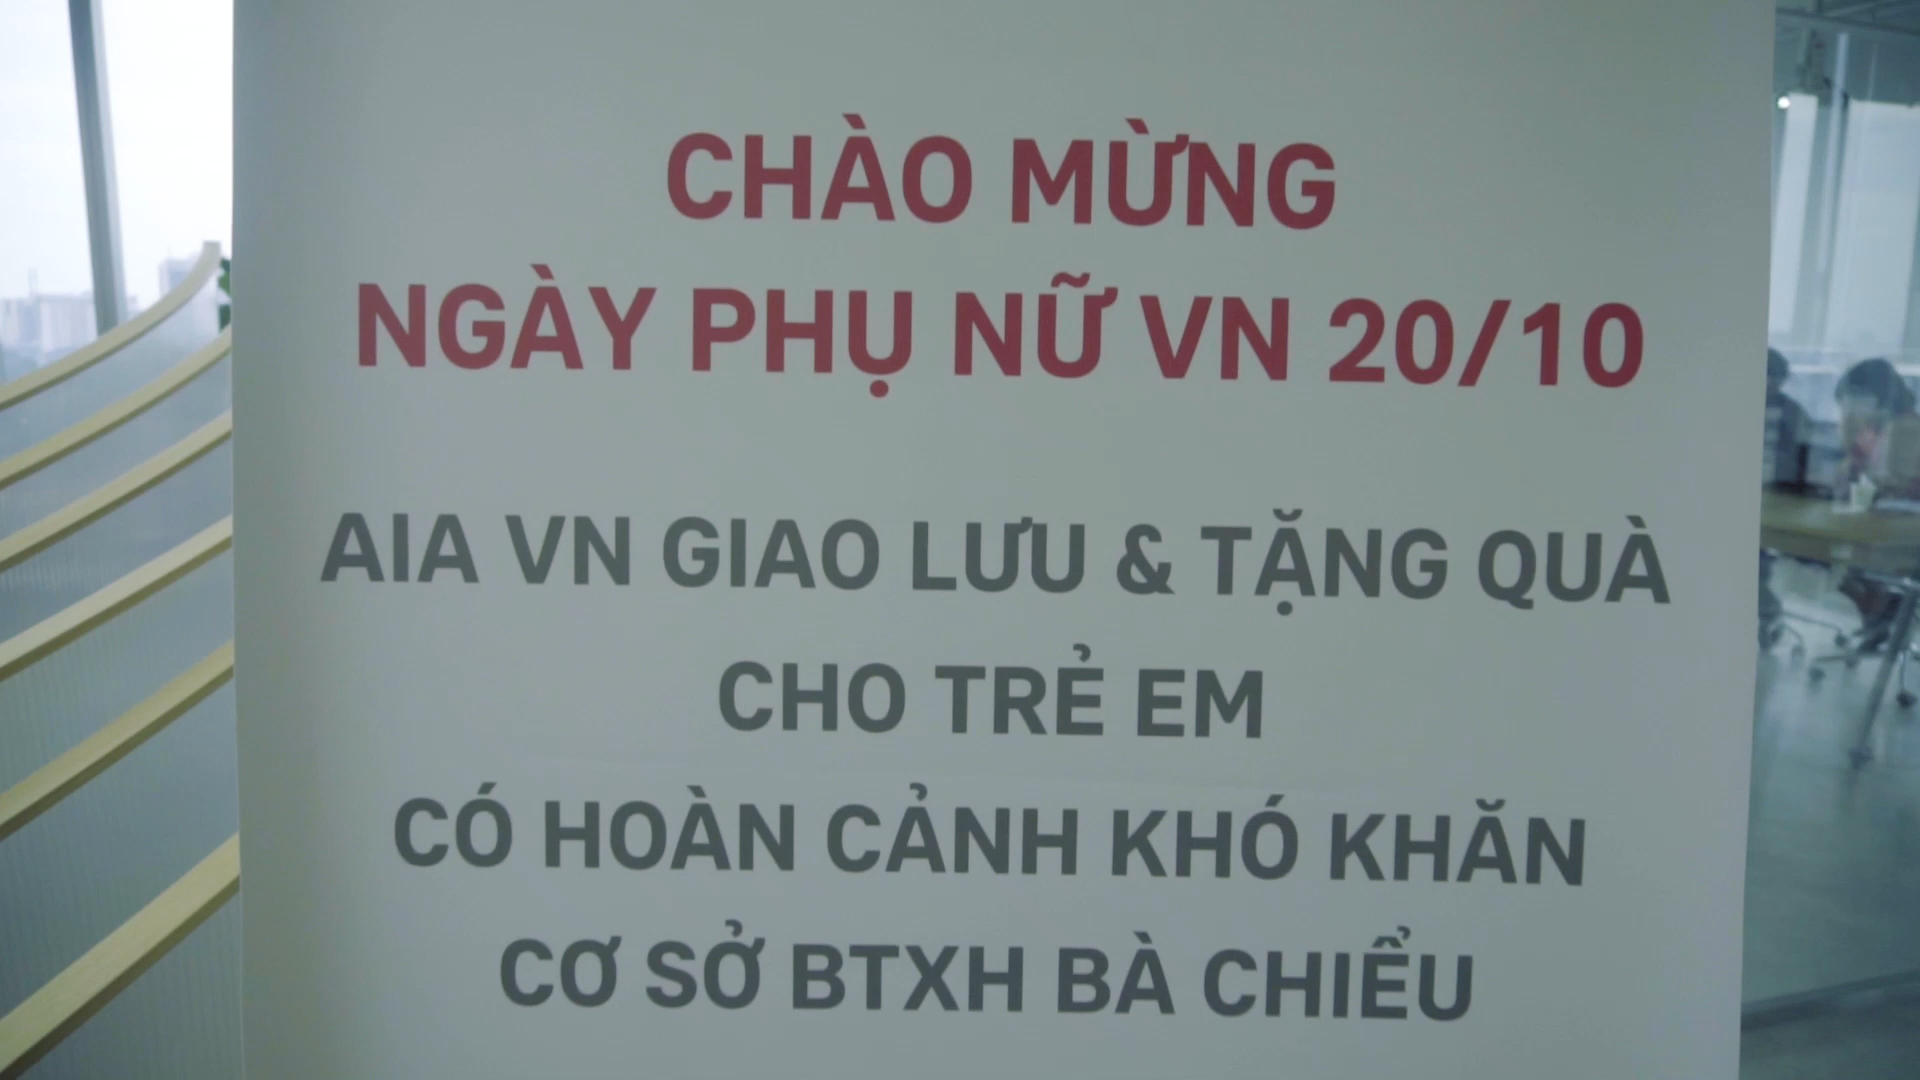 CHÀO MỪNG
NGÀY PHỤ NỮ VN 20/10
AIA VN GIAO LƯU & TẶNG QUÀ
CHO TRẺ EM
CÓ HOÀN CẢNH KHÓ KHĂN
CƠ SỞ BTXH BÀ CHIỂU